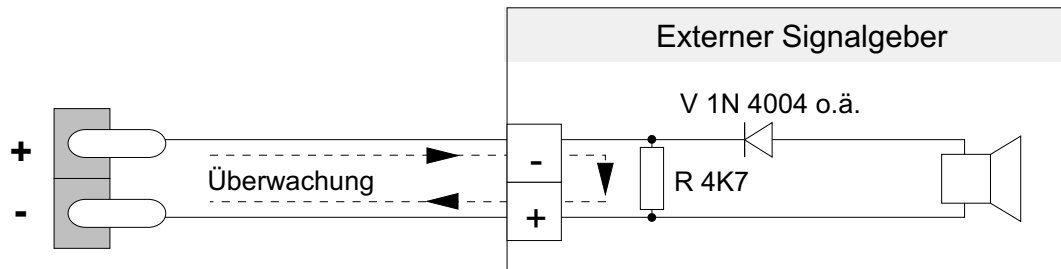 Externer Signalgeber
V 1N 4004 o.ä.
+
-
Überwachung
R 4K7
-
+